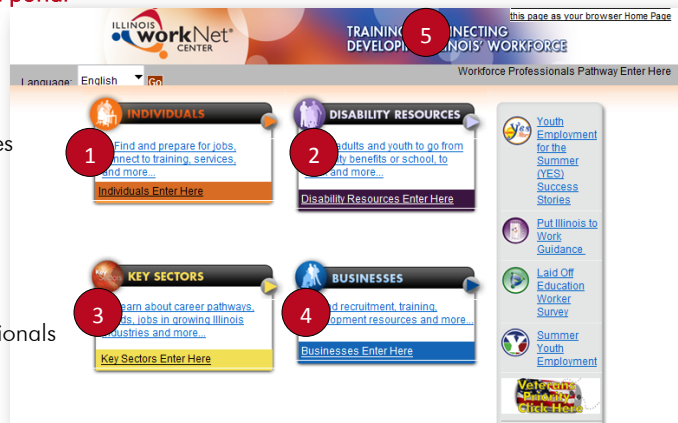 this page as your browser Home Page
ILLINOIS
workNet®
CENTER
TRAINING
DEVELOPI
WORKFORCE
5
Workforce Professionals Pathway Enter Here
Language: English Go
INDIVIDUALS
1
Find and prepare for jobs,
connect to training, services,
and more...
Individuals Enter Here
DISABILITY RESOURCES
2
adults and youth to go from
benefits or school, to
and more...
Disability Resources Enter Here
KEY SECTORS
3
Learn about career pathways,
jobs in growing Illinois
industries and more...
Key Sectors Enter Here
BUSINESSES
4
recruitment, training,
development resources and more...
Businesses Enter Here
Yes
Youth
Employment
for the
Summer
(YES)
Success
Stories
Put Illinois to
Work
Guidance
Laid Off
Education
Worker
Survey
Summer
Youth
Employment
Veterans
Priority
Click Here
es
ionals